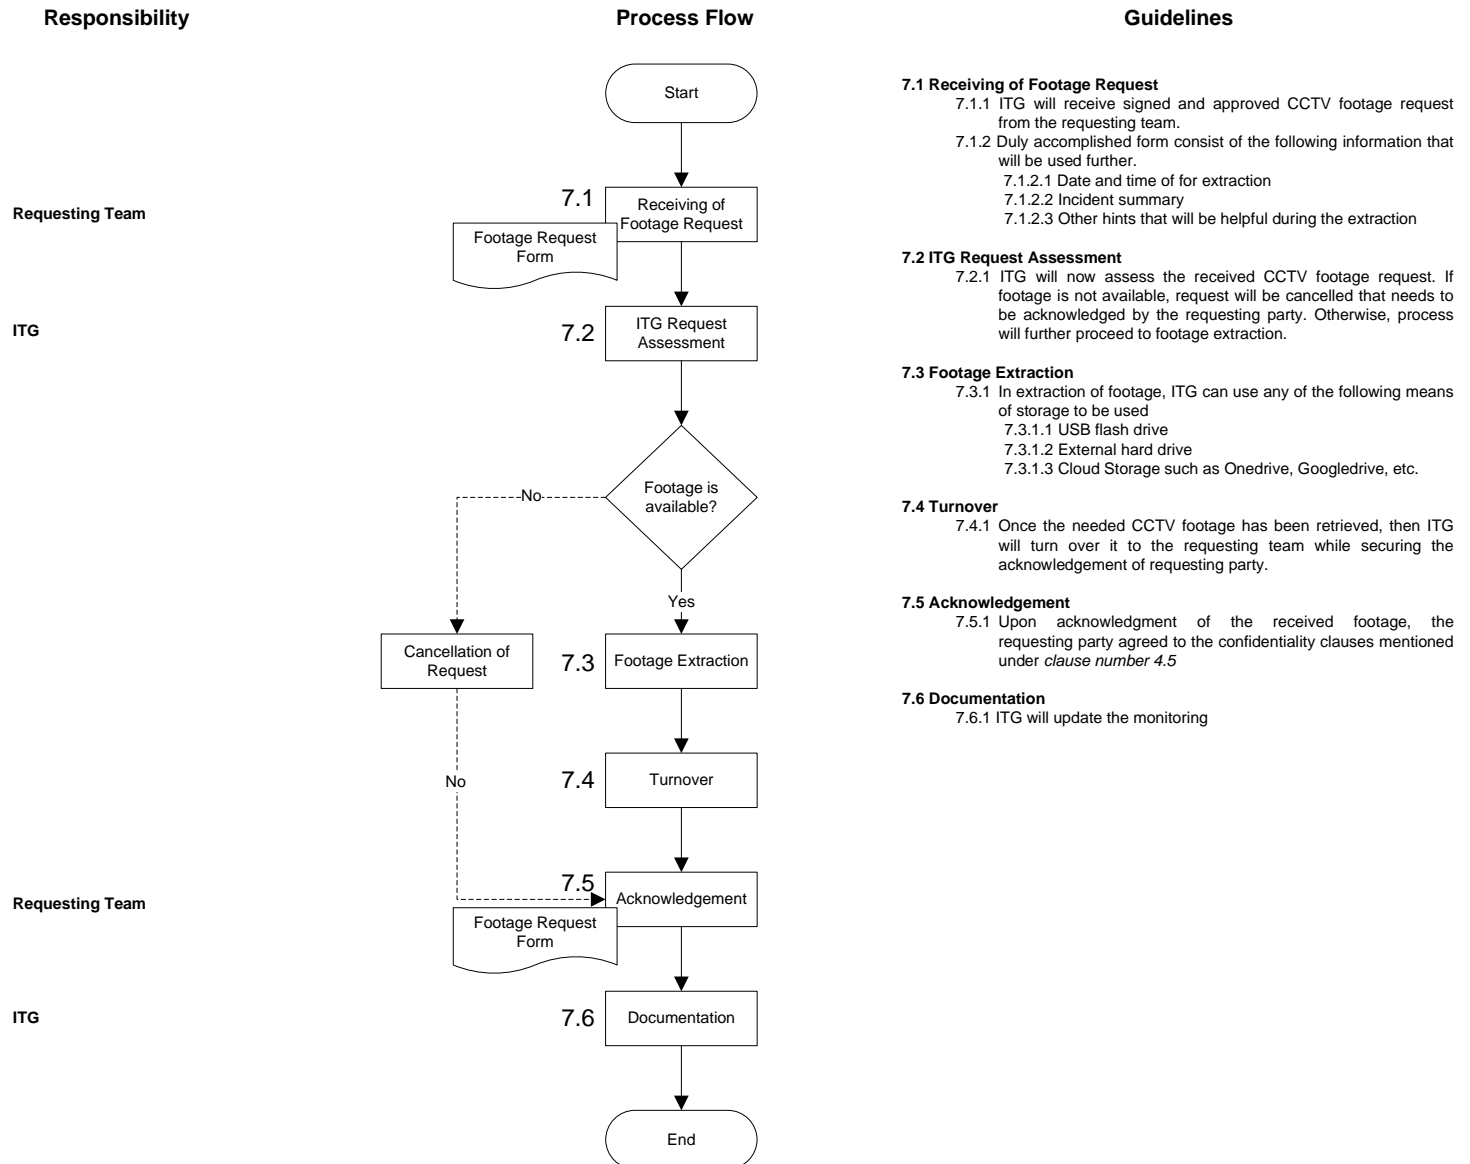 Responsibility
Process Flow
Guidelines
Start
7.1
Requesting Team
Receiving of
Footage Request
Footage Request
Form
ITG
7.2
ITG Request
Assessment
Footage is
available?
No
Yes
Cancellation of
Request
7.3
Footage Extraction
No
7.4
Turnover
7.5
Requesting Team
Acknowledgement
Footage Request
Form
ITG
7.6
Documentation
End
7.1 Receiving of Footage Request
7.1.1 ITG will receive signed and approved CCTV footage request
from the requesting team.
7.1.2 Duly accomplished form consist of the following information that
will be used further.
7.1.2.1 Date and time of for extraction
7.1.2.2 Incident summary
7.1.2.3 Other hints that will be helpful during the extraction
7.2 ITG Request Assessment
7.2.1 ITG will now assess the received CCTV footage request. If
footage is not available, request will be cancelled that needs to
be acknowledged by the requesting party. Otherwise, process
will further proceed to footage extraction.
7.3 Footage Extraction
7.3.1 In extraction of footage, ITG can use any of the following means
of storage to be used
7.3.1.1 USB flash drive
7.3.1.2 External hard drive
7.3.1.3 Cloud Storage such as Onedrive, Googledrive, etc.
7.4 Turnover
7.4.1 Once the needed CCTV footage has been retrieved, then ITG
will turn over it to the requesting team while securing the
acknowledgement of requesting party.
7.5 Acknowledgement
7.5.1 Upon acknowledgment of the received footage, the
requesting party agreed to the confidentiality clauses mentioned
under clause number 4.5
7.6 Documentation
7.6.1 ITG will update the monitoring